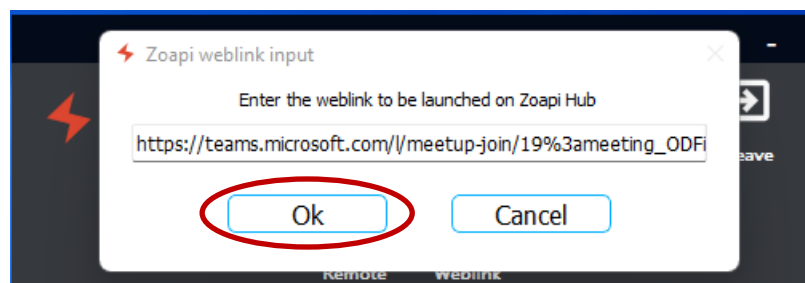 Zoapi weblink input
Enter the weblink to be launched on Zoapi Hub
https://teams.microsoft.com/l/meetup-join/19%3ameeting_ODFi
eave
Ok Cancel
Remote Weblink